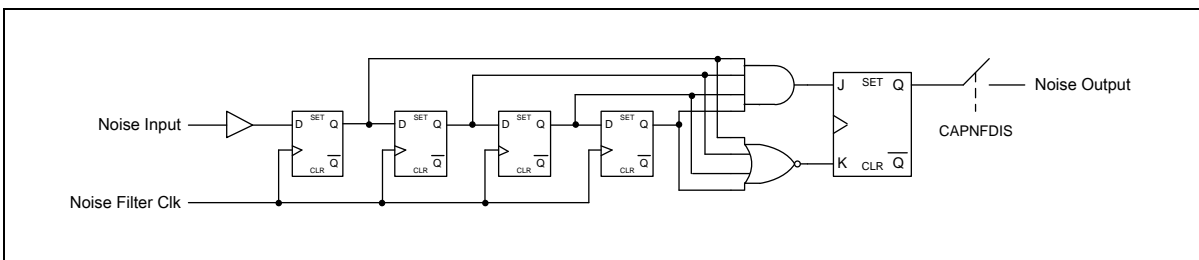 Noise Input
Noise Filter Clk
D SET Q
CLR Q
D SET Q
CLR Q
D SET Q
CLR Q
D SET Q
CLR Q
J SET Q
K CLR Q
CAPNFDIS
Noise Output